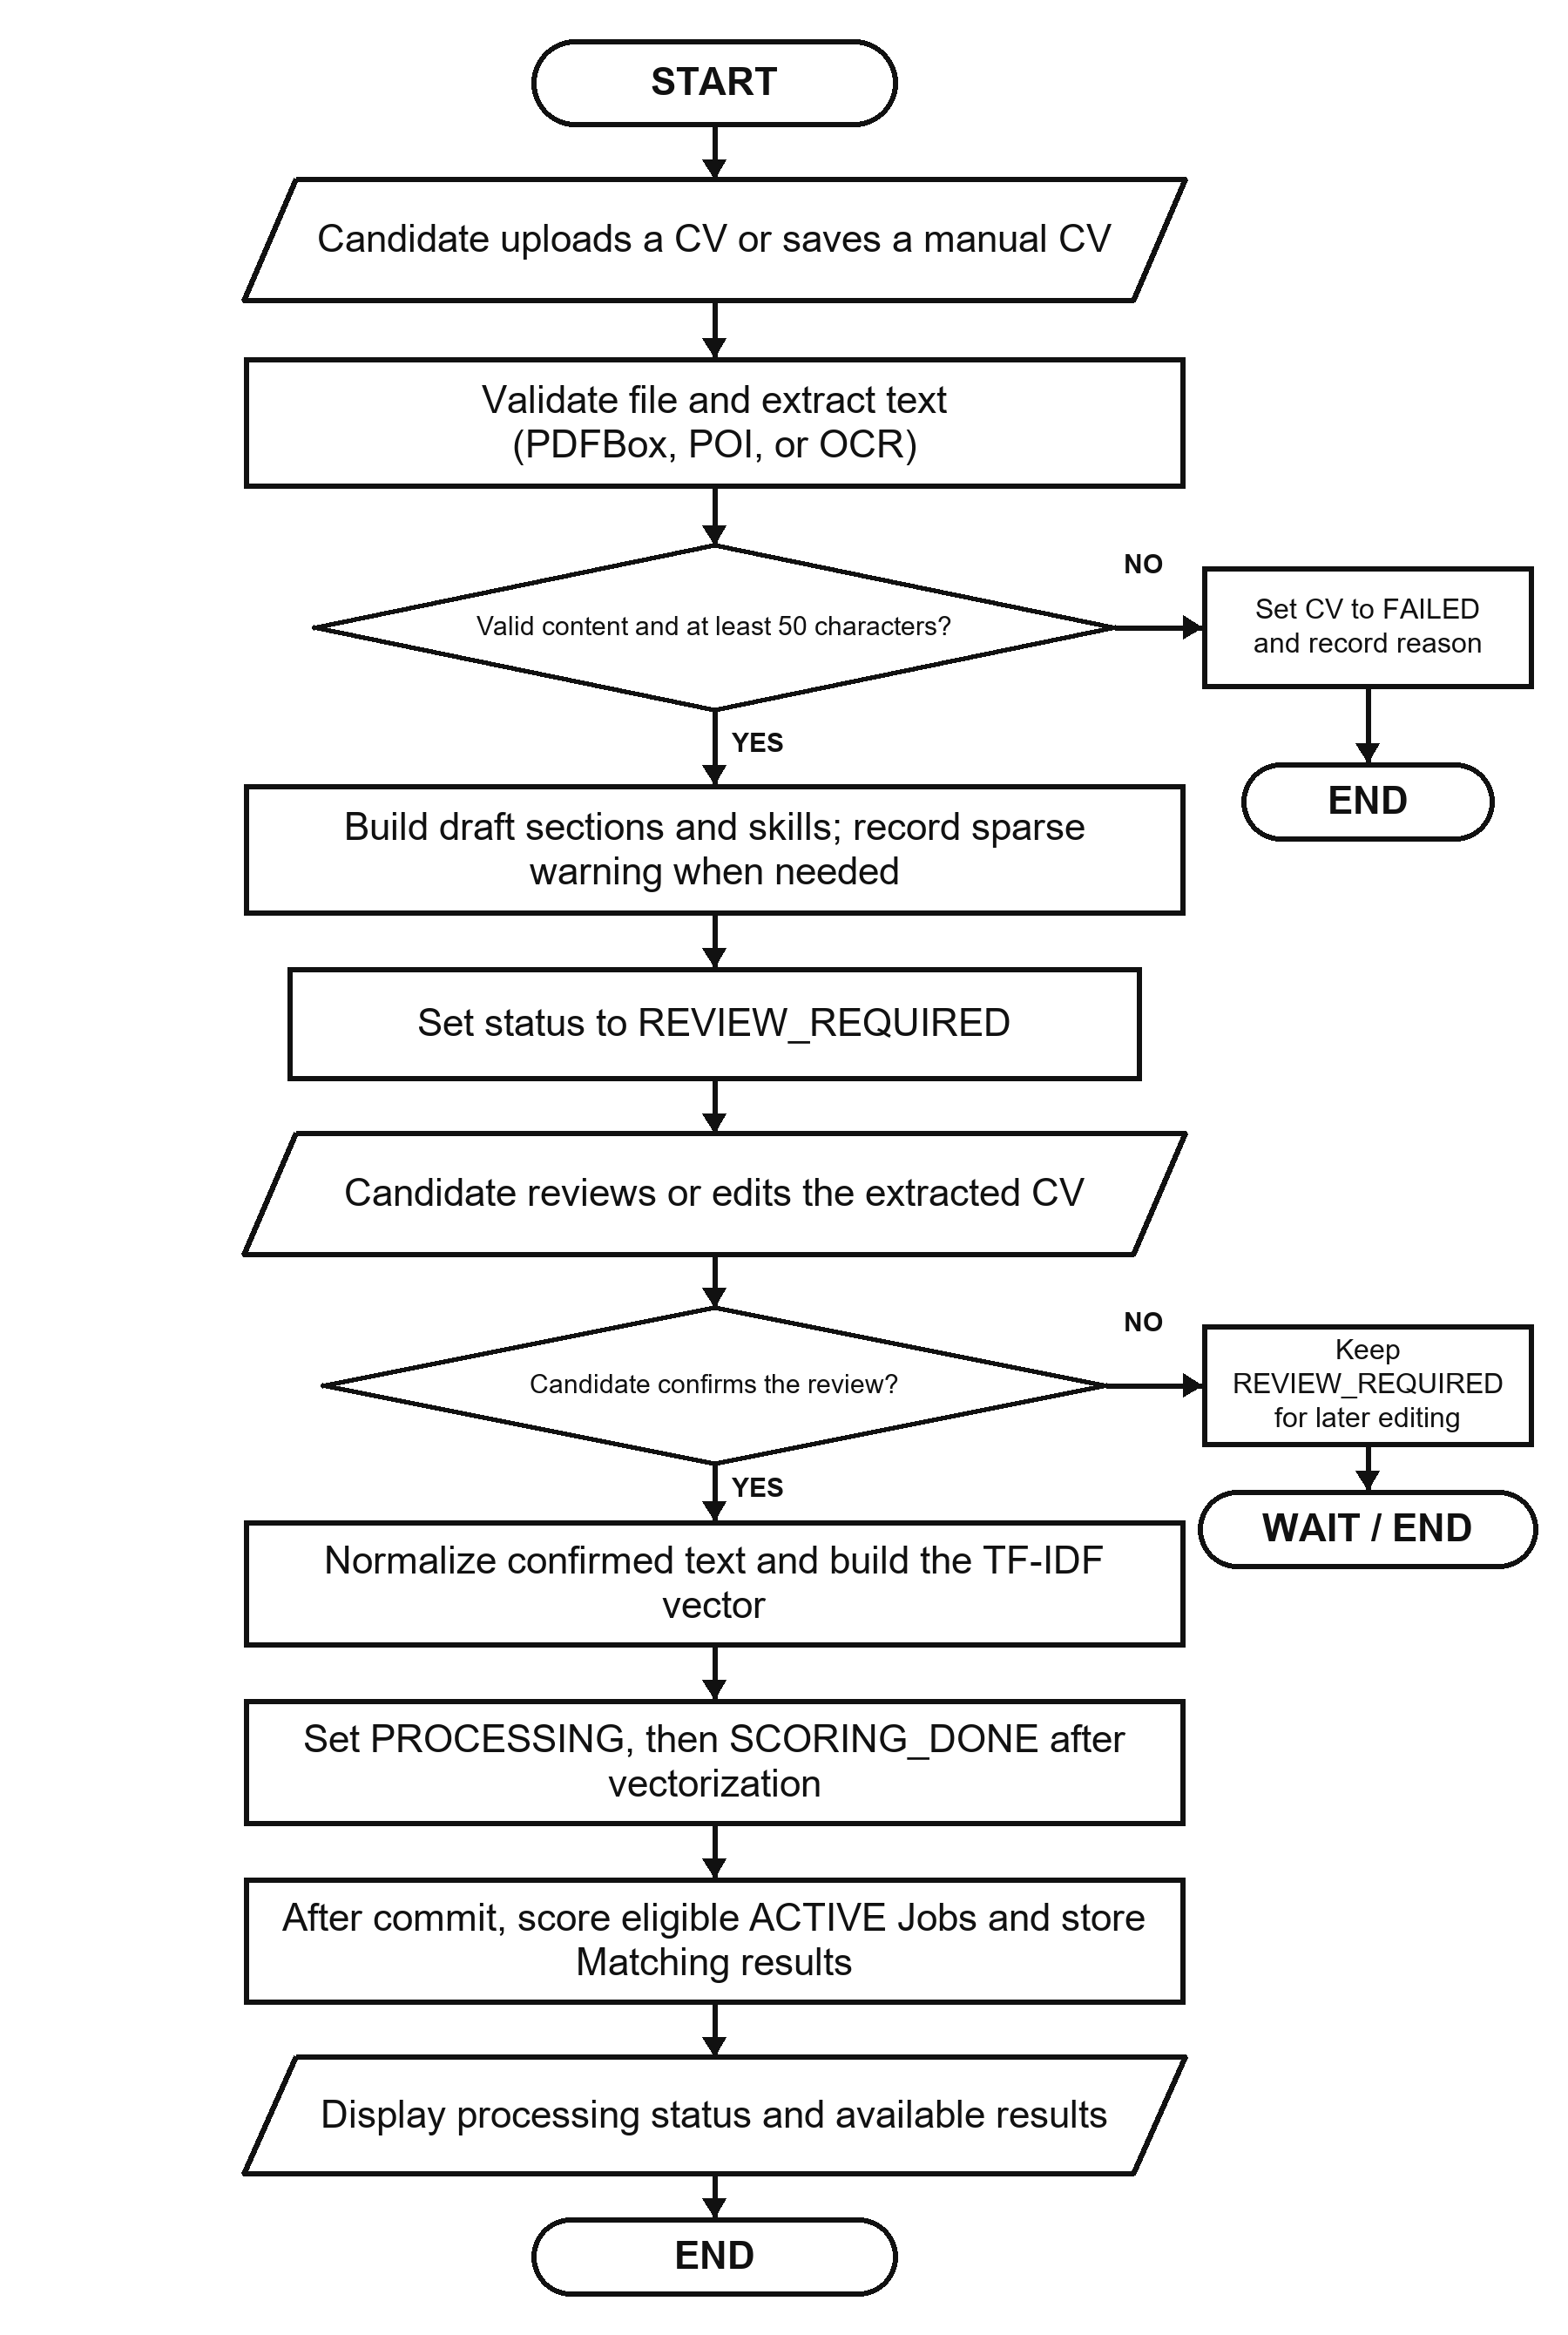 START
Candidate uploads a CV or saves a manual CV
Validate file and extract text
(PDFBox, POI, or OCR)
Valid content and at least 50 characters?
NO
Set CV to FAILED
and record reason
END
YES
Build draft sections and skills; record sparse
warning when needed
Set status to REVIEW_REQUIRED
Candidate reviews or edits the extracted CV
Candidate confirms the review?
NO
Keep
REVIEW_REQUIRED
for later editing
WAIT / END
YES
Normalize confirmed text and build the TF-IDF
vector
Set PROCESSING, then SCORING_DONE after
vectorization
After commit, score eligible ACTIVE Jobs and store
Matching results
Display processing status and available results
END